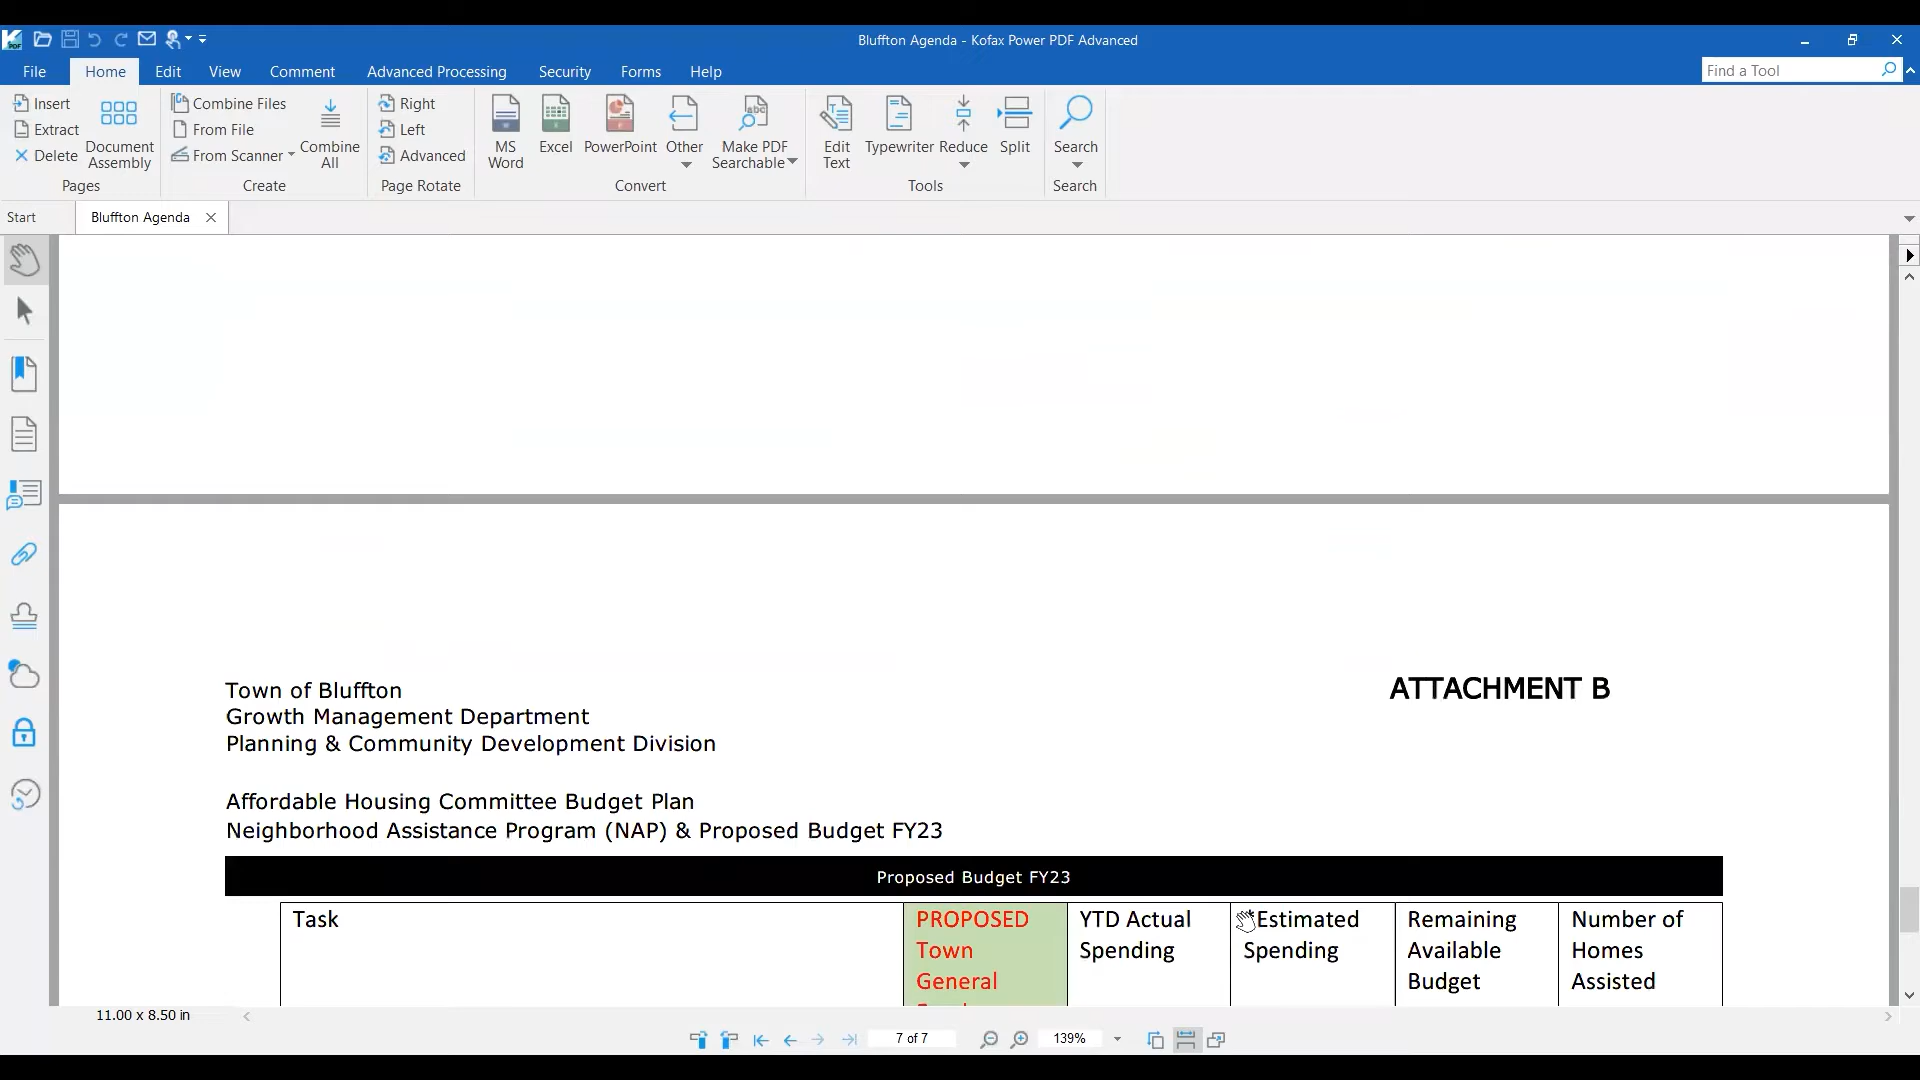 Bluffton Agenda - Kofax Power PDF Advanced
File Home Edit View Comment Advanced Processing Security Forms Help
Find a Tool
Insert
Extract
Delete
Document
Assembly
Pages
Combine Files
From File
From Scanner
Combine
All
Create
Right
Left
Advanced
Page Rotate
MS
Word
Excel
PowerPoint
Other
Make PDF
Searchable
Convert
Edit
Text
Typewriter
Reduce
Split
Tools
Search
Search
Start
Bluffton Agenda
Town of Bluffton
Growth Management Department
Planning & Community Development Division
ATTACHMENT B
Affordable Housing Committee Budget Plan
Neighborhood Assistance Program (NAP) & Proposed Budget FY23
Proposed Budget FY23
Task
PROPOSED
Town
General
YTD Actual
Spending
Estimated
Spending
Remaining
Available
Budget
Number of
Homes
Assisted
11.00 x 8.50 in
7 of 7
139%